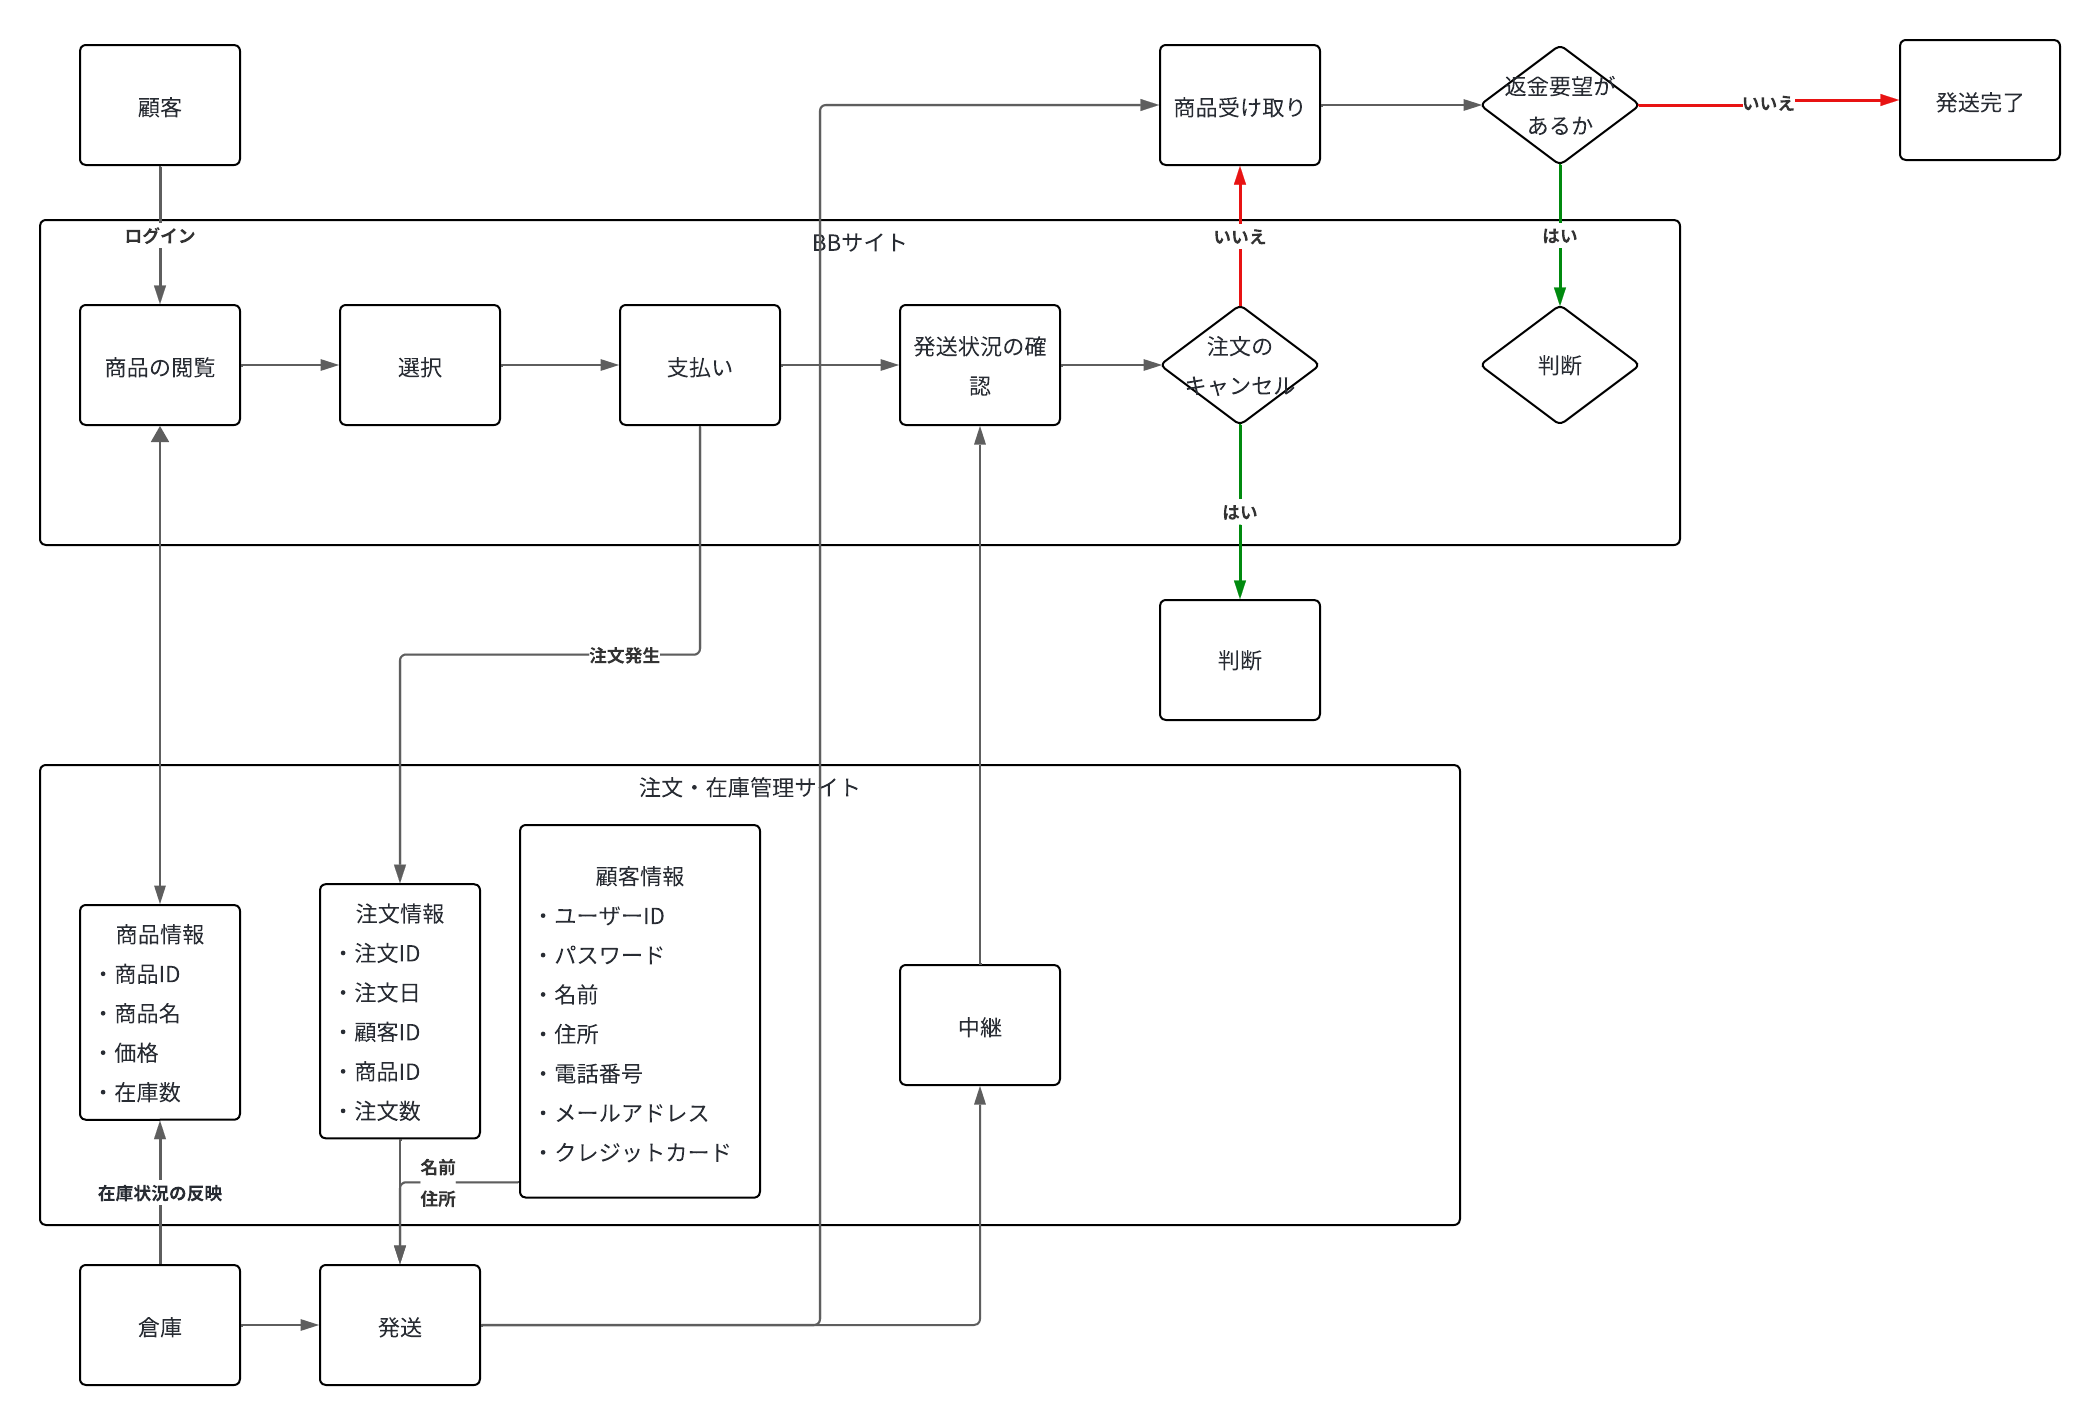 顧客
商品受け取り
返金要望が
あるか
いいえ
発送完了
ログイン
BBサイト
いいえ
はい
商品の閲覧
選択
支払い
発送状況の確
認
注文の
キャンセル
判断
はい
注文発生
判断
注文・在庫管理サイト
商品情報
・商品ID
・商品名
・価格
・在庫数
注文情報
・注文ID
・注文日
・顧客ID
・商品ID
・注文数
顧客情報
・ユーザーID
・パスワード
・名前
・住所
・電話番号
・メールアドレス
・クレジットカード
中継
名前
住所
在庫状況の反映
倉庫
発送